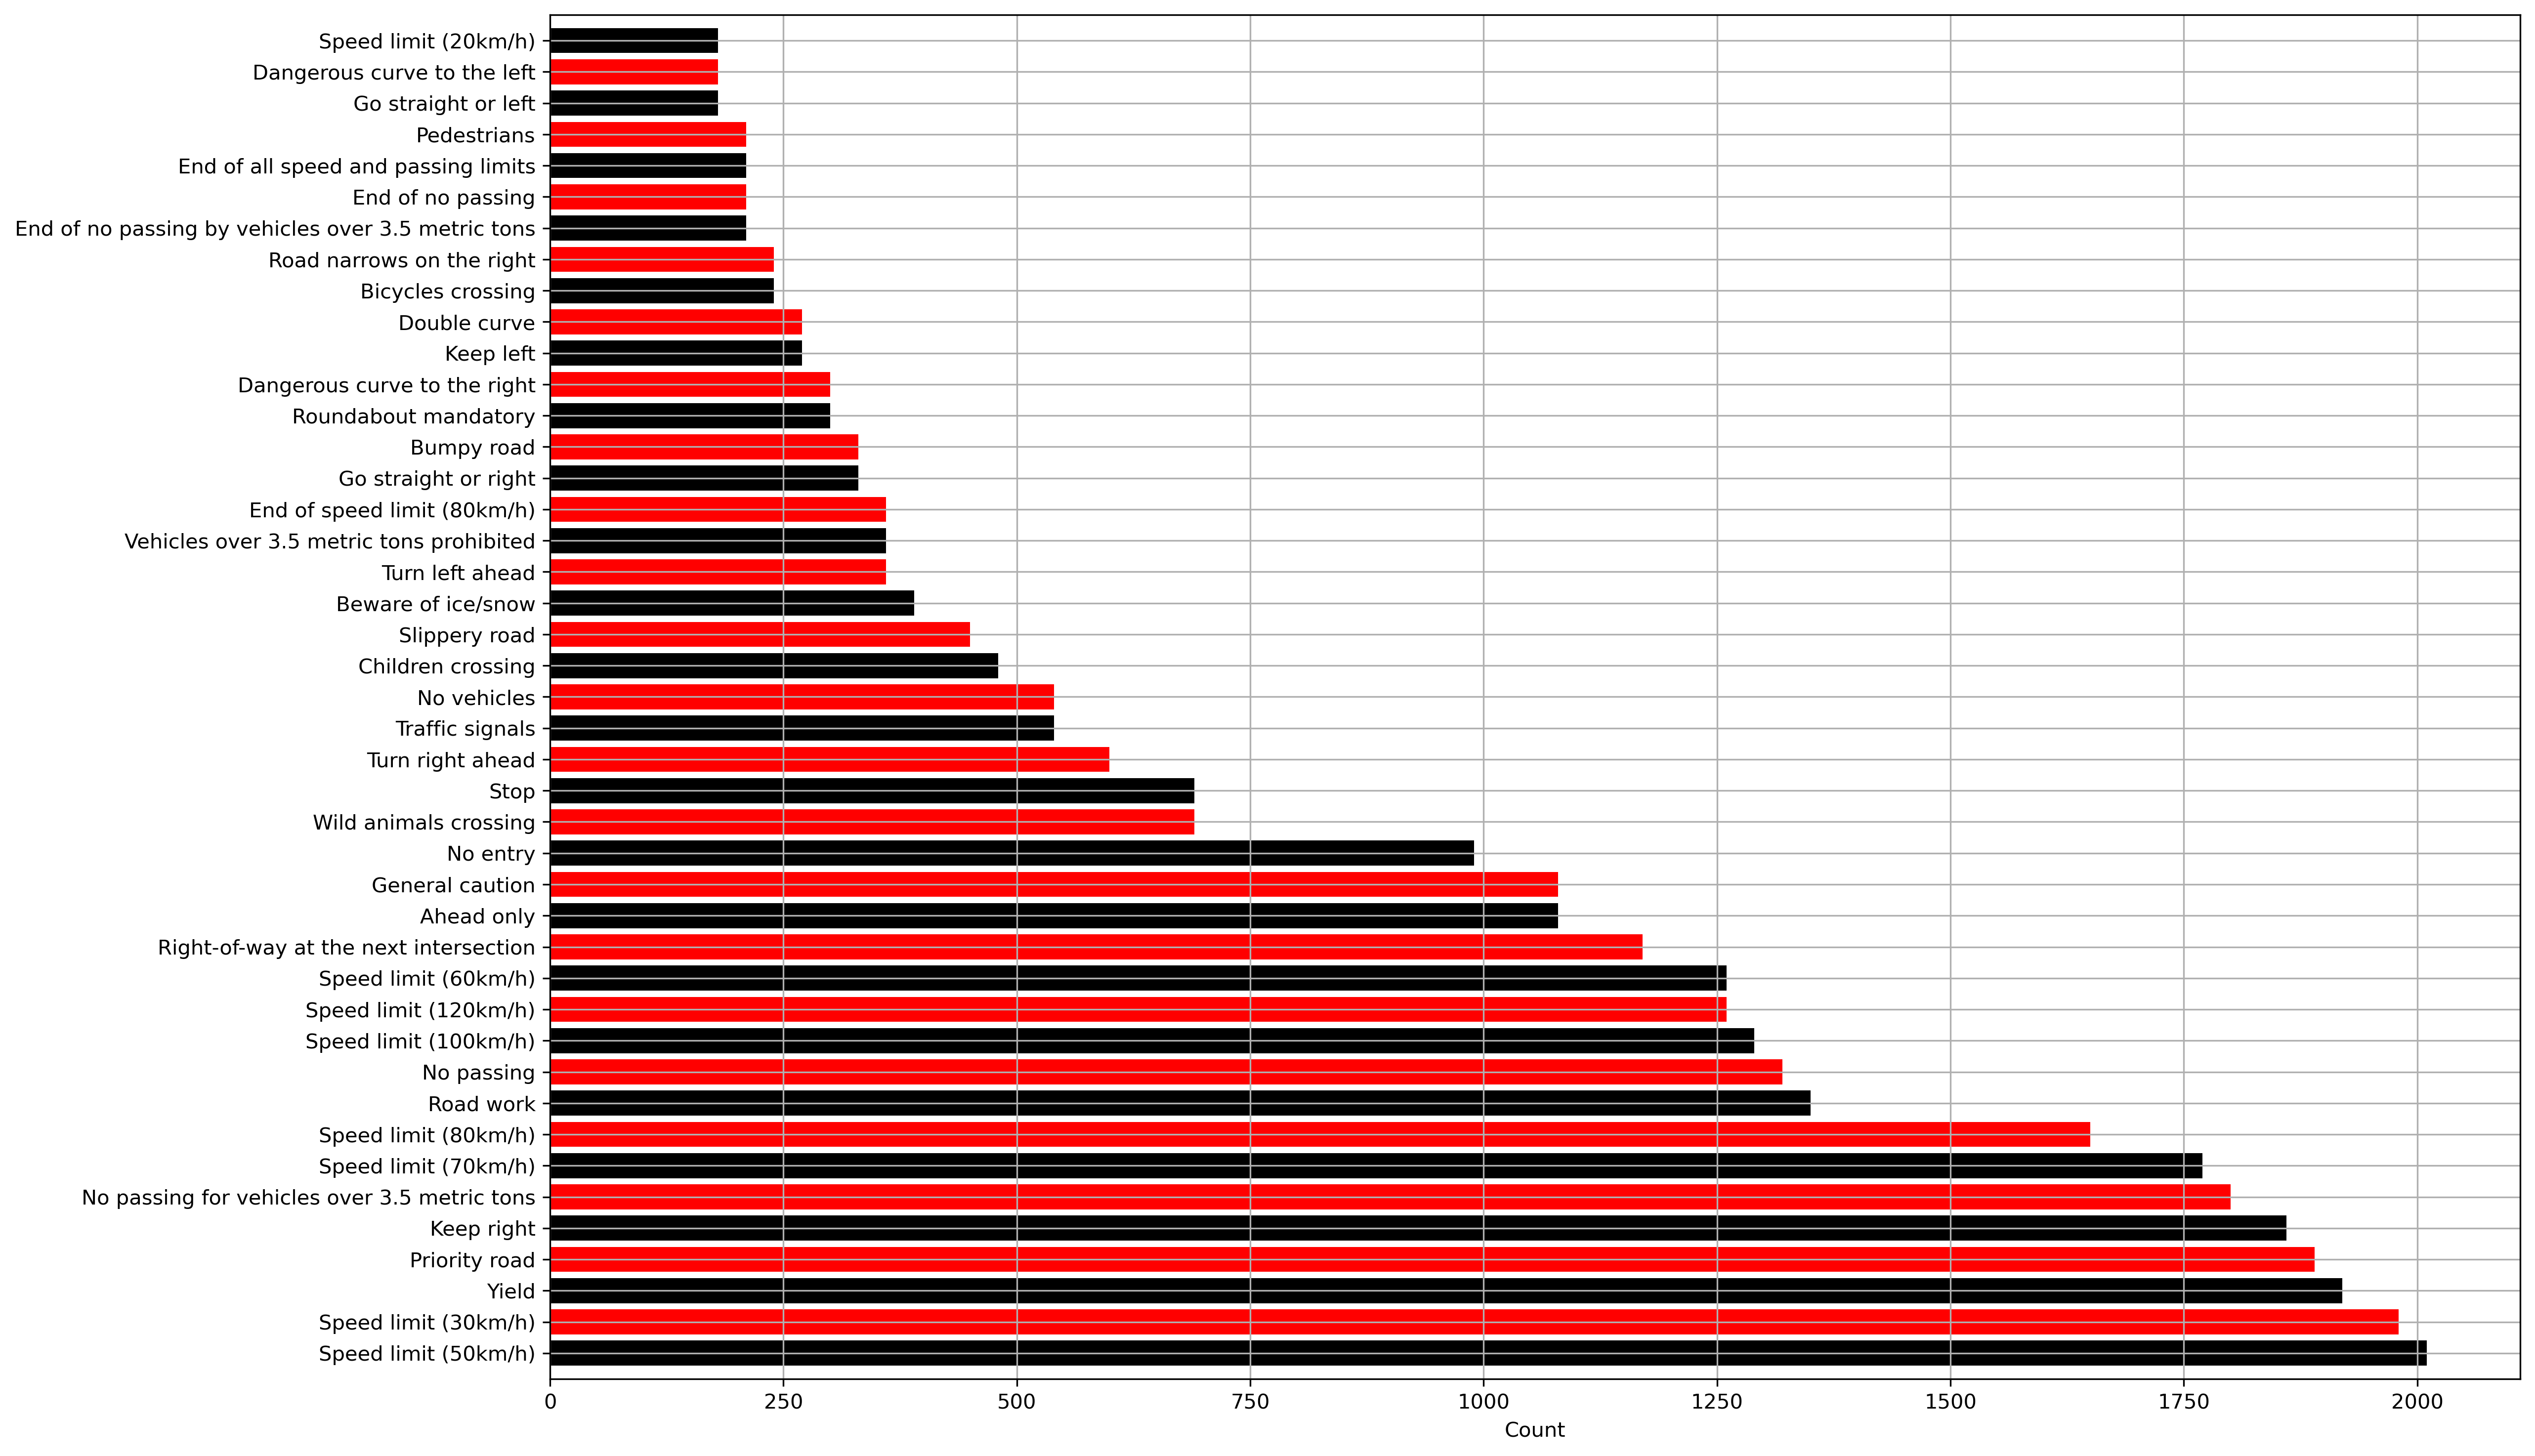 Speed limit (20km/h)
Dangerous curve to the left
Go straight or left
Pedestrians
End of all speed and passing limits
End of no passing
End of no passing by vehicles over 3.5 metric tons
Road narrows on the right
Bicycles crossing
Double curve
Keep left
Dangerous curve to the right
Roundabout mandatory
Bumpy road
Go straight or right
End of speed limit (80km/h)
Vehicles over 3.5 metric tons prohibited
Turn left ahead
Beware of ice/snow
Slippery road
Children crossing
No vehicles
Traffic signals
Turn right ahead
Stop
Wild animals crossing
No entry
General caution
Ahead only
Right-of-way at the next intersection
Speed limit (60km/h)
Speed limit (120km/h)
Speed limit (100km/h)
No passing
Road work
Speed limit (80km/h)
Speed limit (70km/h)
No passing for vehicles over 3.5 metric tons
Keep right
Priority road
Yield
Speed limit (30km/h)
Speed limit (50km/h)
0 250 500 750 1000 1250 1500 1750 2000
Count